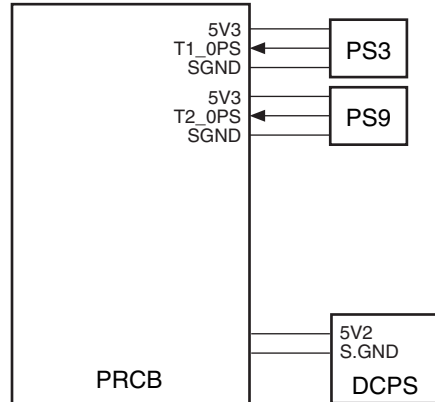 5V3
T1_0PS
SGND
PS3
5V3
T2_0PS
SGND
PS9
5V2
S.GND
PRCB
DCPS